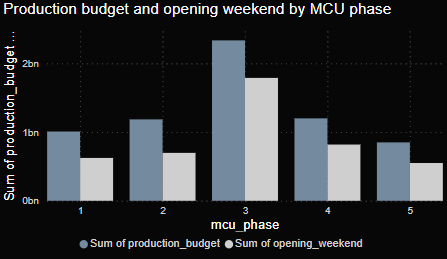 Production budget and opening weekend by MCU phase
Sum of production_budget ...
2bn
1bn
0bn
1
2
3
4
5
mcu_phase
Sum of production_budget
Sum of opening_weekend